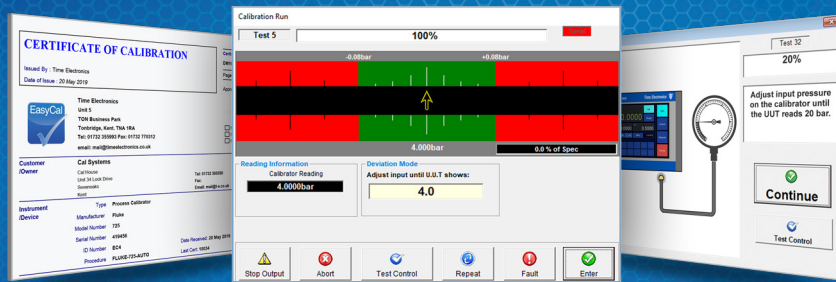 CERTIFICATE OF CALIBRATION
Issued By : Time Electronics
Date of Issue : 20 May 2019
EasyCal
Time Electronics
Unit 5
TON Business Park
Tonbridge, Kent. TNA 1RA
Tel: 01732 355993 Fax: 01732 770312
email: mail@timeelectronics.co.uk
Customer
/Owner
Cal Systems
Cal House
Unit 34 Lock Drive
Sevenoaks
Kent
Fax:
Instrument
/Device
Type Process Calibrator
Manufacturer Fluke
Model Number 725
Serial Number 419456
ID Number EC4
Procedure FLUKE-725-AUTO
Date Received: 20 May 2019
Last Cert: 10034
Calibration Run
Test 5
100%
-0.08bar
+0.08bar
4.000bar
0.0 % of Spec
Reading Information
Calibrator Reading
4.0000bar
Deviation Mode
Adjust input until U.U.T shows:
4.0
Stop Output
Abort
Test Control
Repeat
Fault
Enter
Test 32
20%
Adjust input pressure
on the calibrator until
the UUT reads 20 bar.
Continue
Test Control